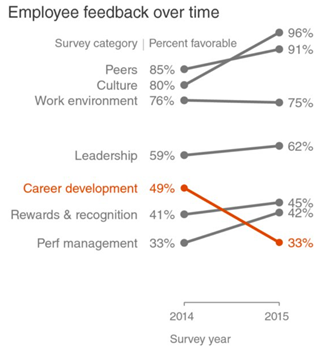 Employee feedback over time
Survey category | Percent favorable
96%
91%
Peers 85%
Culture 80%
Work environment 76%
75%
Leadership 59%
62%
Career development 49%
Rewards & recognition 41%
45%
42%
Perf management 33%
33%
2014 2015
Survey year